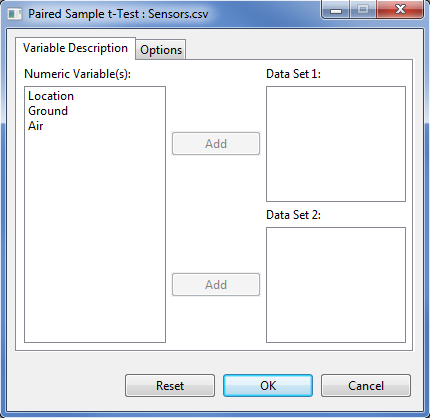 Paired Sample t-Test : Sensors.csv
Variable Description
Options
Numeric Variable(s):
Data Set 1:
Location
Ground
Air
Add
Data Set 2:
Add
Reset
OK
Cancel